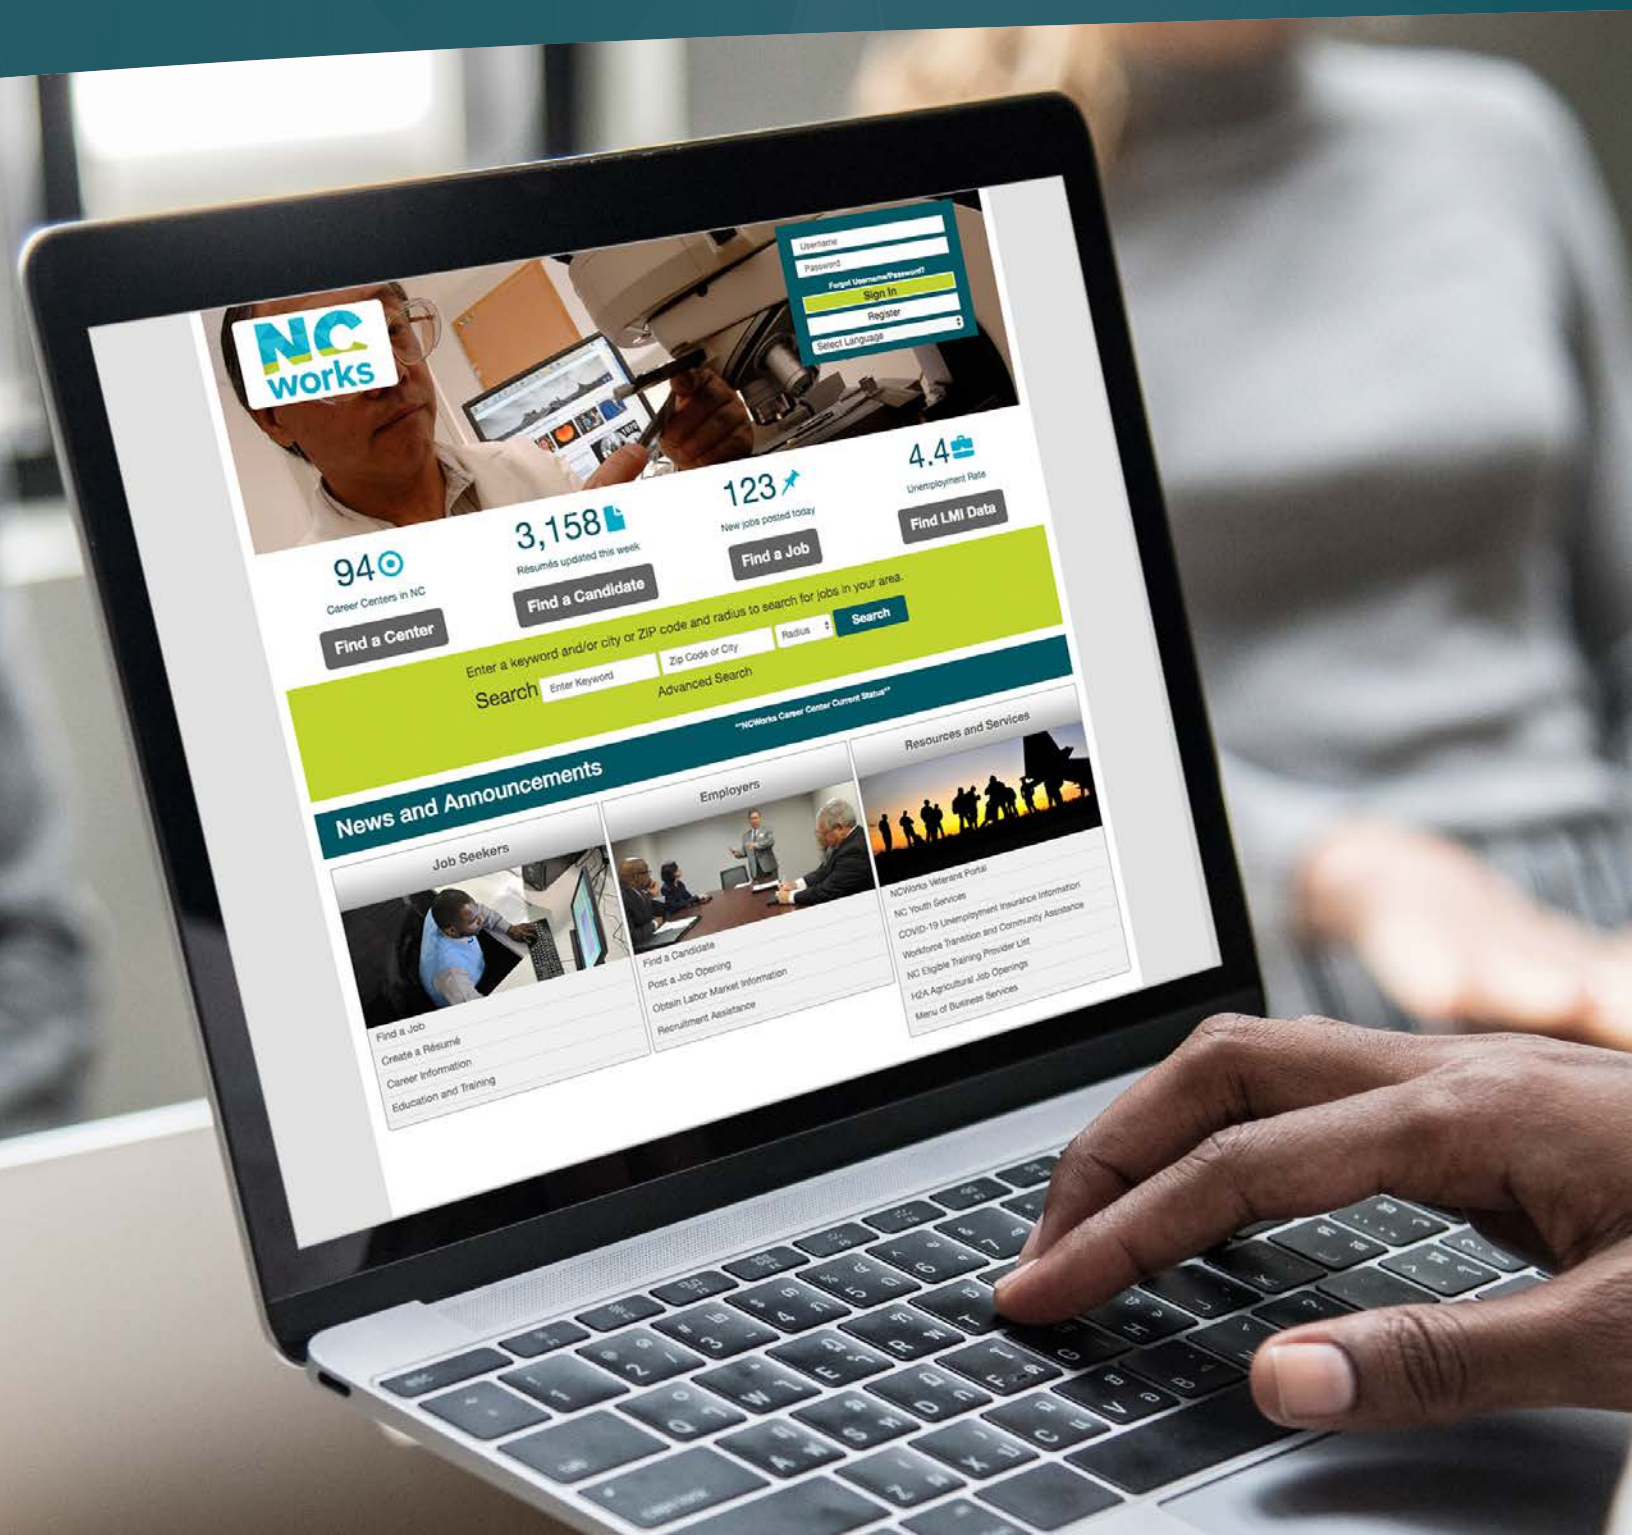 NC
works
Username
Password
Forgot Username/Password?
Sign In
Register
Select Language
94
Career Centers in NC
Find a Center
3,158
Résumés updated this week
Find a Candidate
123
New jobs posted today
Find a Job
4.4
Unemployment Rate
Find LMI Data
Enter a keyword and/or city or ZIP code and radius to search for jobs in your area.
Search Enter Keyword Zip Code or City Radius Search
Advanced Search
News and Announcements
**NCWorks Career Center Current Status**
Job Seekers
Find a Job
Create a Résumé
Career Information
Education and Training
Employers
Find a Candidate
Post a Job Opening
Obtain Labor Market Information
Recruitment Assistance
Resources and Services
NCWorks Veterans Portal
NC Youth Services
COVID-19 Unemployment Insurance Information
Workforce Transition and Community Assistance
NC Eligible Training Provider List
H2A Agricultural Job Openings
Menu of Business Services